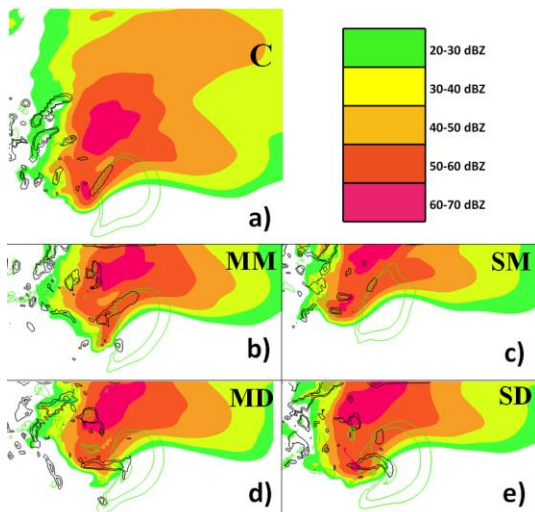 C
20-30 dBZ
30-40 dBZ
40-50 dBZ
50-60 dBZ
60-70 dBZ
a)
MM
SM
b)
c)
MD
SD
d)
e)